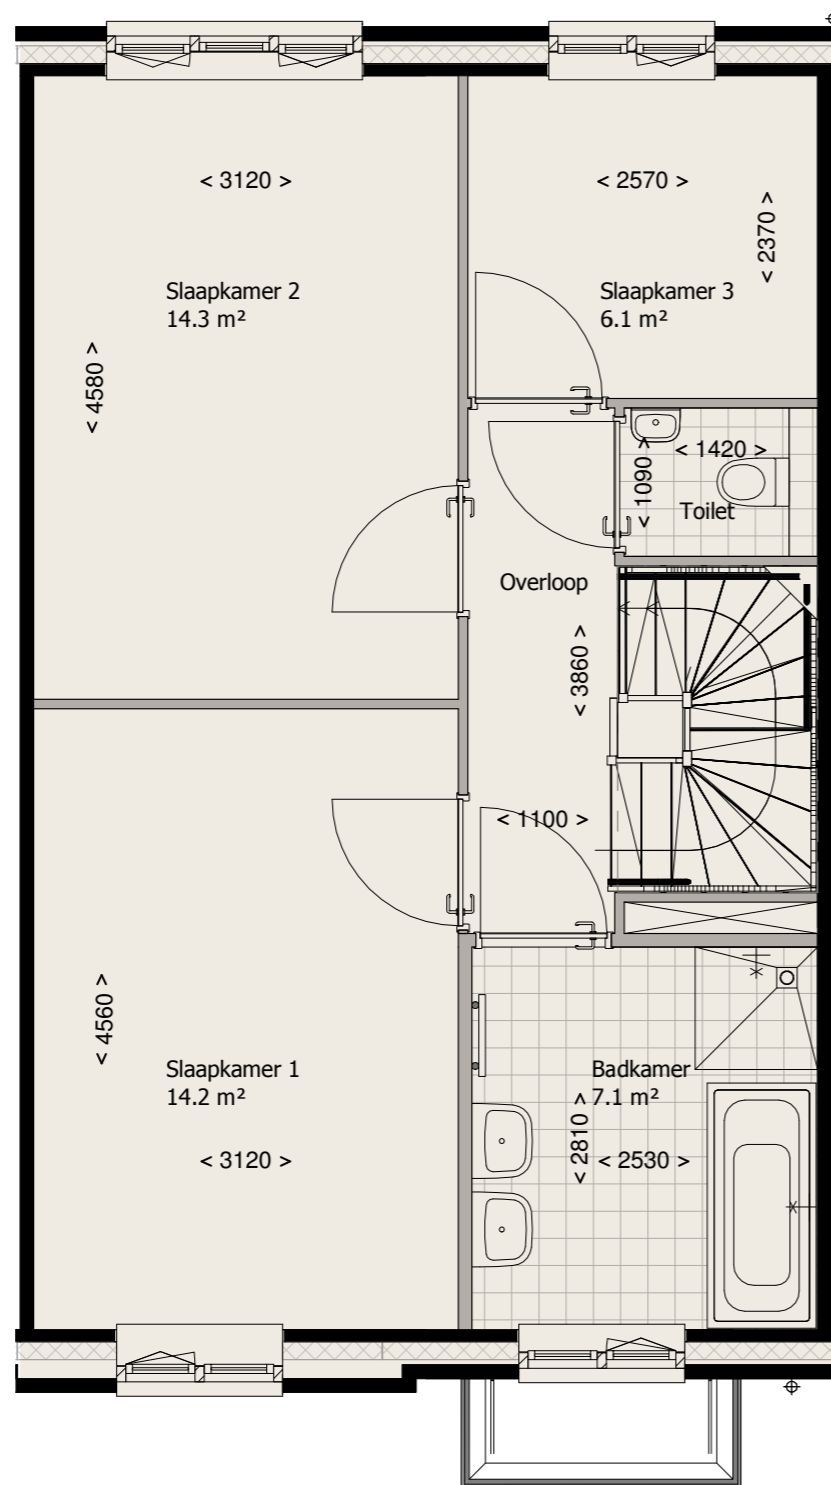 < 3120 >
< 2570 >
< 2370 >
Slaapkamer 2
14.3 m²
Slaapkamer 3
6.1 m²
< 4580 >
< 1420 >
< 1090 >
Toilet
Overloop
< 3860 >
< 1100 >
< 4560 >
Slaapkamer 1
14.2 m²
Badkamer
7.1 m²
< 2810 >
< 3120 >
< 2530 >